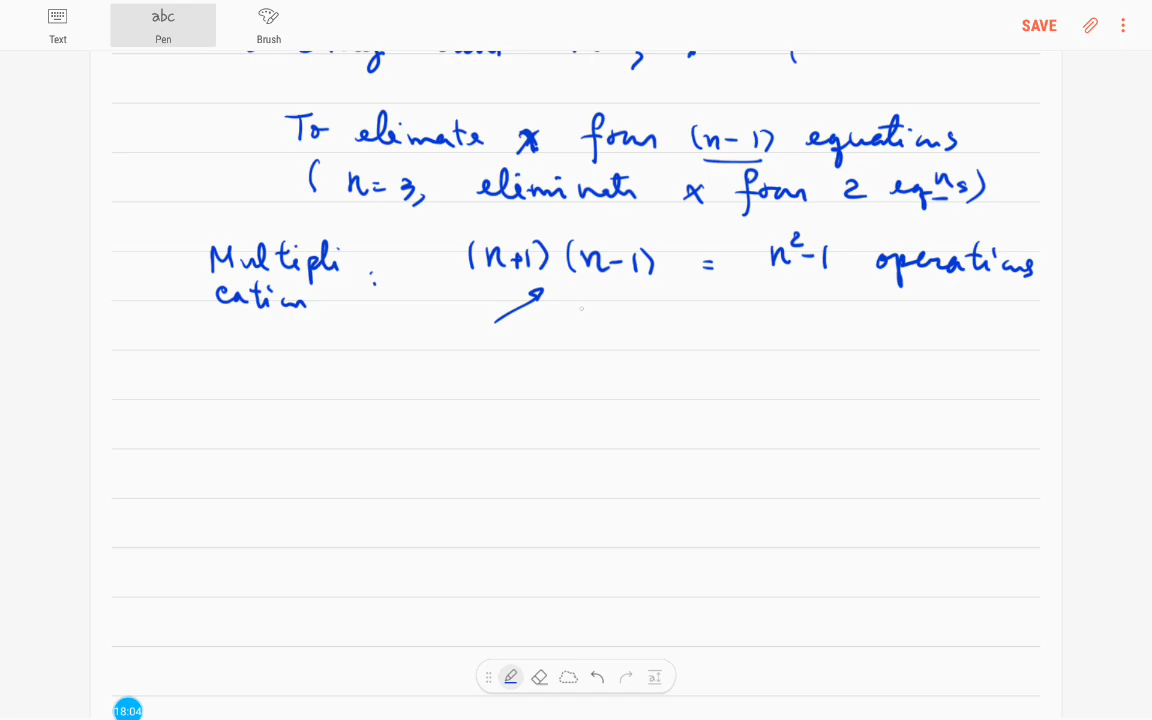 Text
abc
Pen
Brush
SAVE
To elimate x from (n-1) equations
( n = 3, eliminate x from 2 eqns)
Multipli : (n+1) (n-1) = n²-1 operations
cation
18:04